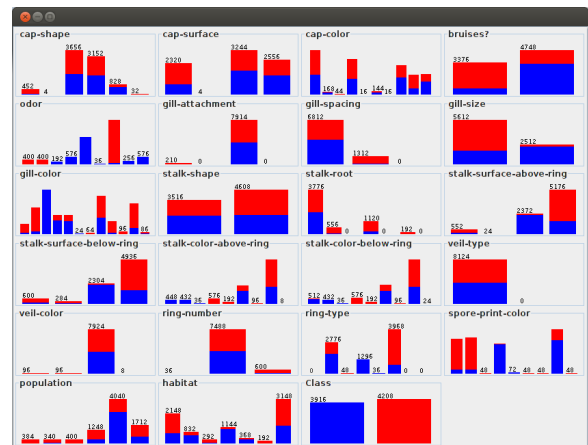 cap-shape cap-surface cap-color bruises?
452 4 3656 3152 828 32 2320 4 3244 2556 168 44 16 144 16 3376 4748
odor gill-attachment gill-spacing gill-size
400 400 192 576 36 256 576 210 0 7914 0 6812 1312 0 5612 2512
gill-color stalk-shape stalk-root stalk-surface-above-ring
24 64 96 86 3516 4608 3776 556 0 1120 0 192 0 552 24 2372 5176
stalk-surface-below-ring stalk-color-above-ring stalk-color-below-ring veil-type
600 284 2304 4936 448 432 36 576 192 96 8 512 432 36 576 192 96 24 8124 0
veil-color ring-number ring-type spore-print-color
96 96 7924 8 36 7488 600 0 2776 48 1296 36 3968 0 0 48 72 48 48 48
population habitat Class
384 340 400 1248 4040 1712 2148 832 292 1144 368 192 3148 3916 4208